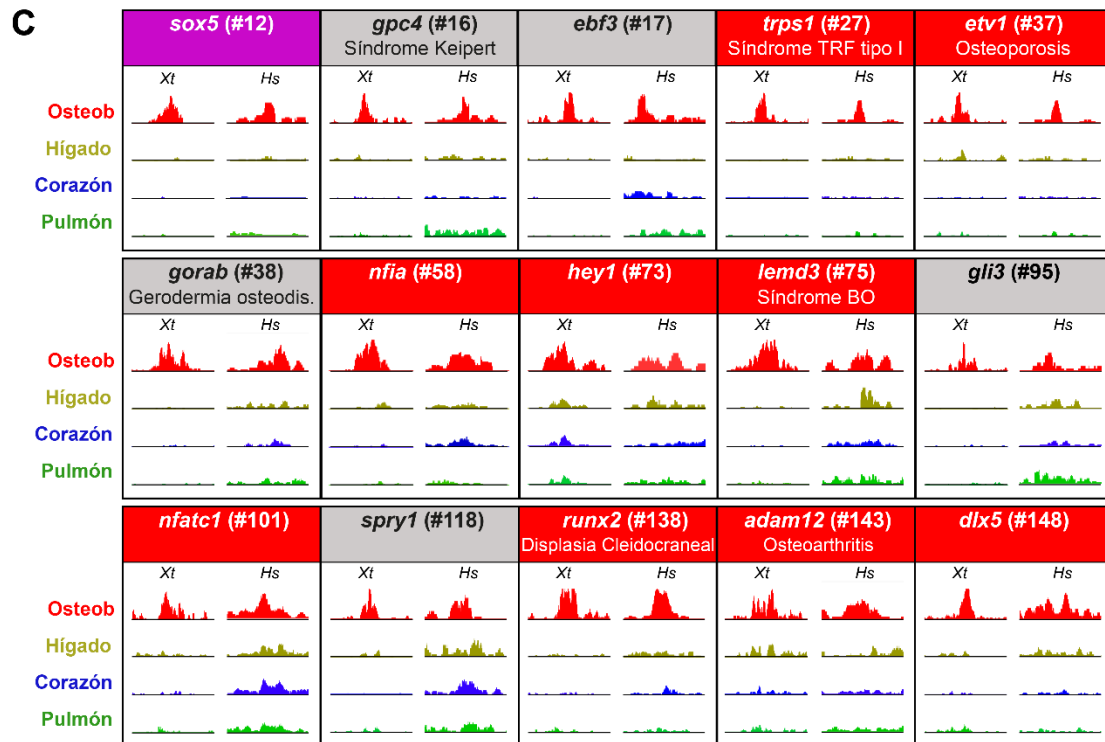 C
sox5 (#12)
gpc4 (#16)
Síndrome Keipert
ebf3 (#17)
trps1 (#27)
Síndrome TRF tipo I
etv1 (#37)
Osteoporosis
Xt Hs Xt Hs Xt Hs Xt Hs Xt Hs
Osteob
Hígado
Corazón
Pulmón
gorab (#38)
Gerodermia osteodis.
nfia (#58)
hey1 (#73)
lemd3 (#75)
Síndrome BO
gli3 (#95)
Xt Hs Xt Hs Xt Hs Xt Hs Xt Hs
Osteob
Hígado
Corazón
Pulmón
nfatc1 (#101)
spry1 (#118)
runx2 (#138)
Displasia Cleidocraneal
adam12 (#143)
Osteoarthritis
dlx5 (#148)
Xt Hs Xt Hs Xt Hs Xt Hs Xt Hs
Osteob
Hígado
Corazón
Pulmón